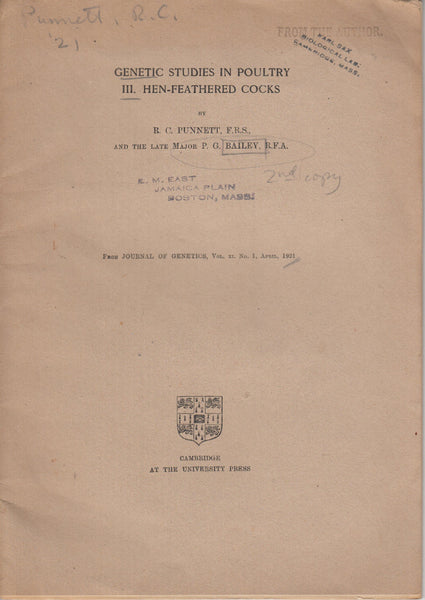 Punnett, R.C.
'21
FROM THE AUTHOR.
KARL SAX
BIOLOGICAL LAB.
CAMBRIDGE, MASS.
GENETIC STUDIES IN POULTRY
III. HEN-FEATHERED COCKS
BY
R. C. PUNNETT, F.R.S.,
AND THE LATE MAJOR P. G. BAILEY, R.F.A.
2nd copy
E. M. EAST
JAMAICA PLAIN
BOSTON, MASS.
FROM JOURNAL OF GENETICS, VOL. XI. NO. 1, APRIL, 1921
CAMBRIDGE
AT THE UNIVERSITY PRESS